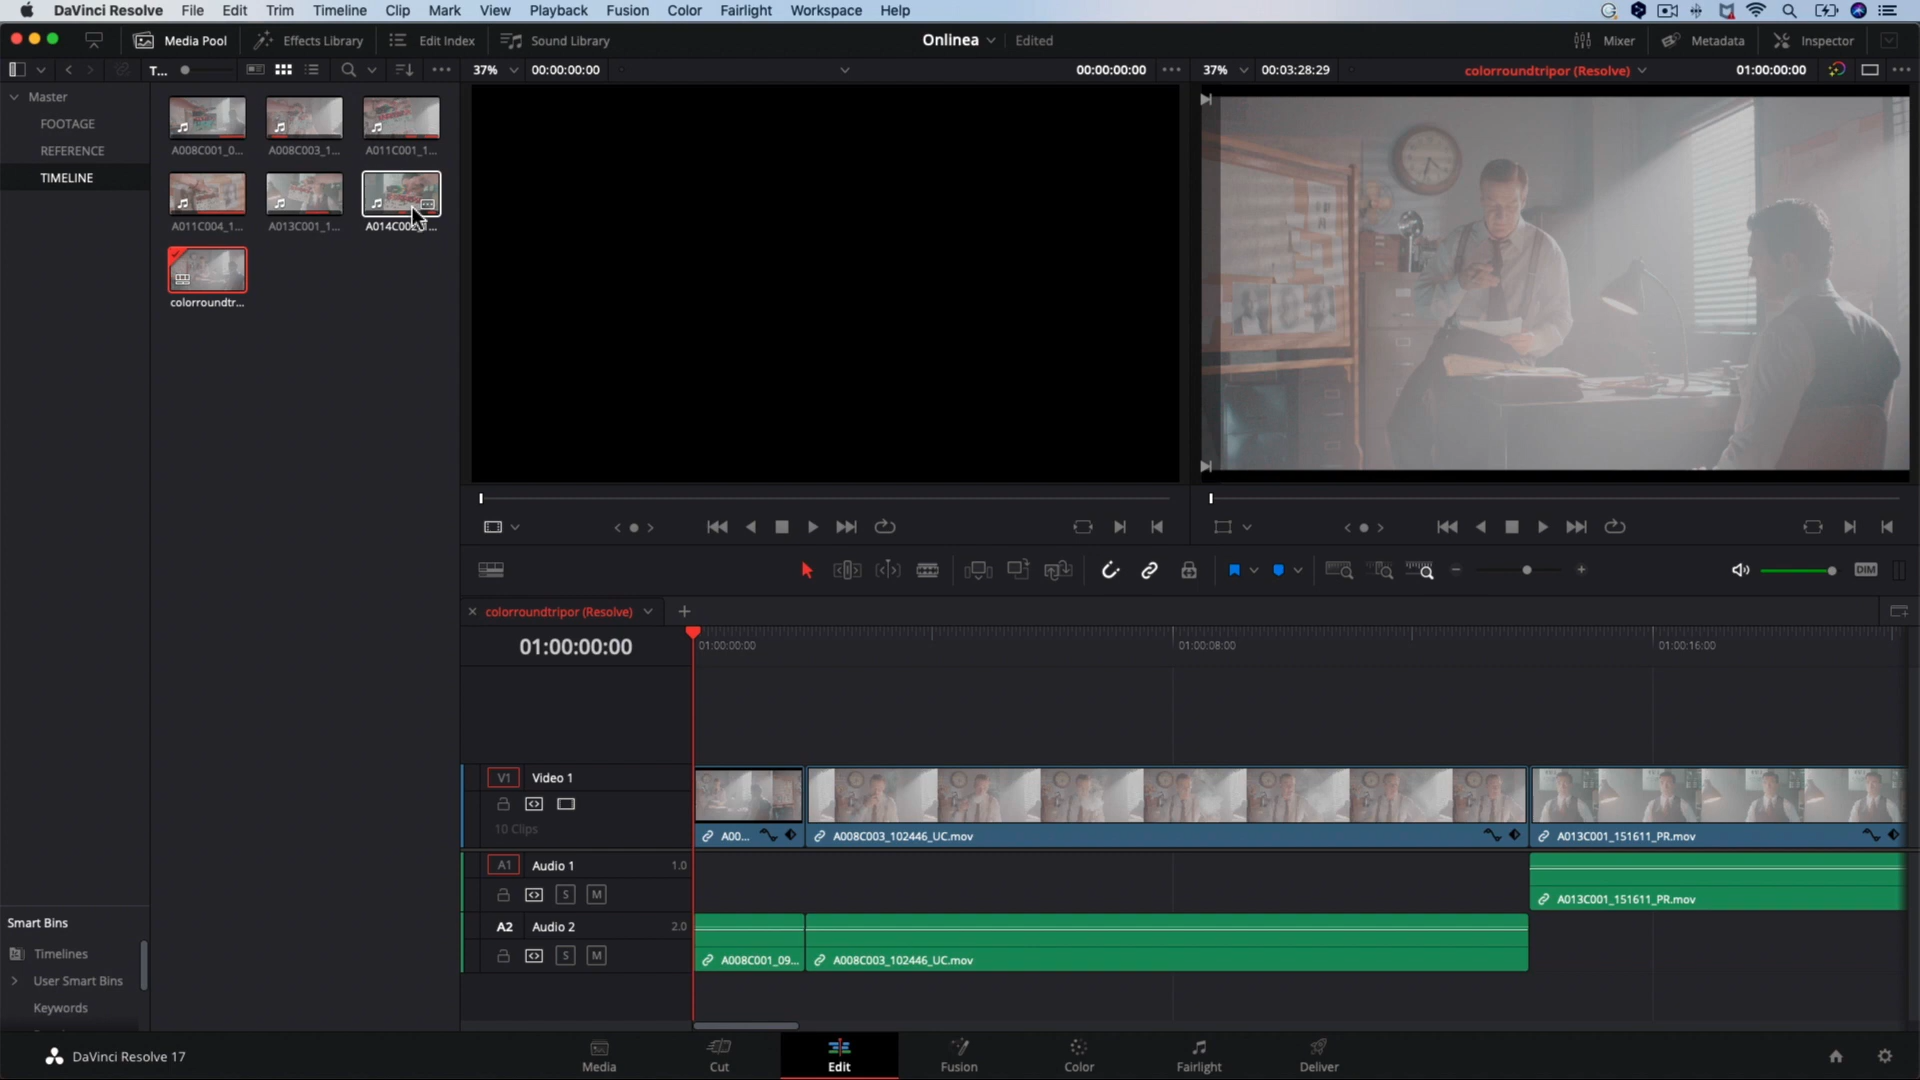 DaVinci Resolve File Edit Trim Timeline Clip Mark View Playback Fusion Color Fairlight Workspace Help
Media Pool Effects Library Edit Index Sound Library Onlinea Edited Mixer Metadata Inspector
T... 37% 00:00:00:00 00:00:00:00 37% 00:03:28:29 colorroundtripor (Resolve) 01:00:00:00
Master
FOOTAGE
REFERENCE
TIMELINE
A008C001_0... A008C003_1... A011C001_1...
A011C004_1... A013C001_1...
colorroundtr...
DIM
colorroundtripor (Resolve)
01:00:00:00 01:00:00:00 01:00:08:00 01:00:16:00
V1 Video 1
10 Clips
A00... A008C003_102446_UC.mov A013C001_151611_PR.mov
A1 Audio 1 1.0
S M
A013C001_151611_PR.mov
A2 Audio 2 2.0
S M
A008C001_09... A008C003_102446_UC.mov
Smart Bins
Timelines
User Smart Bins
Keywords
DaVinci Resolve 17
Media Cut Edit Fusion Color Fairlight Deliver